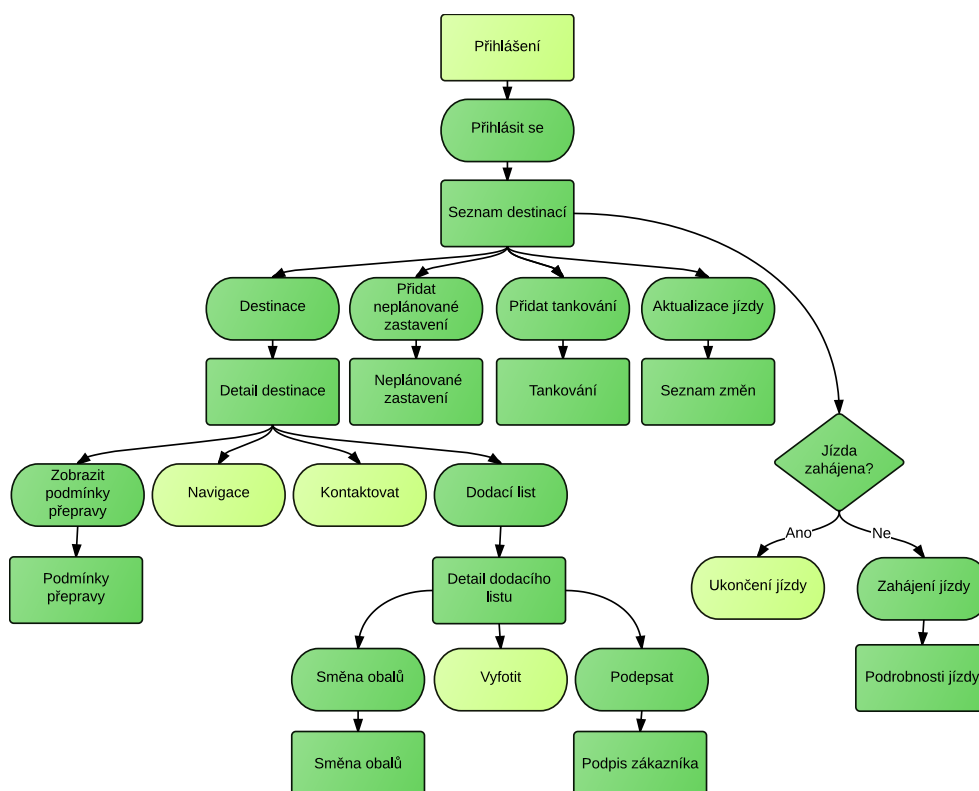 Přihlášení
Přihlásit se
Seznam destinací
Destinace
Přidat
neplánované
zastavení
Přidat tankování
Aktualizace jízdy
Detail destinace
Neplánované
zastavení
Tankování
Seznam změn
Jízda
zahájena?
Zobrazit
podmínky
přepravy
Navigace
Kontaktovat
Dodací list
Ano
Ne
Podmínky
přepravy
Detail dodacího
listu
Ukončení jízdy
Zahájení jízdy
Směna obalů
Vyfotit
Podepsat
Podrobnosti jízdy
Směna obalů
Podpis zákazníka